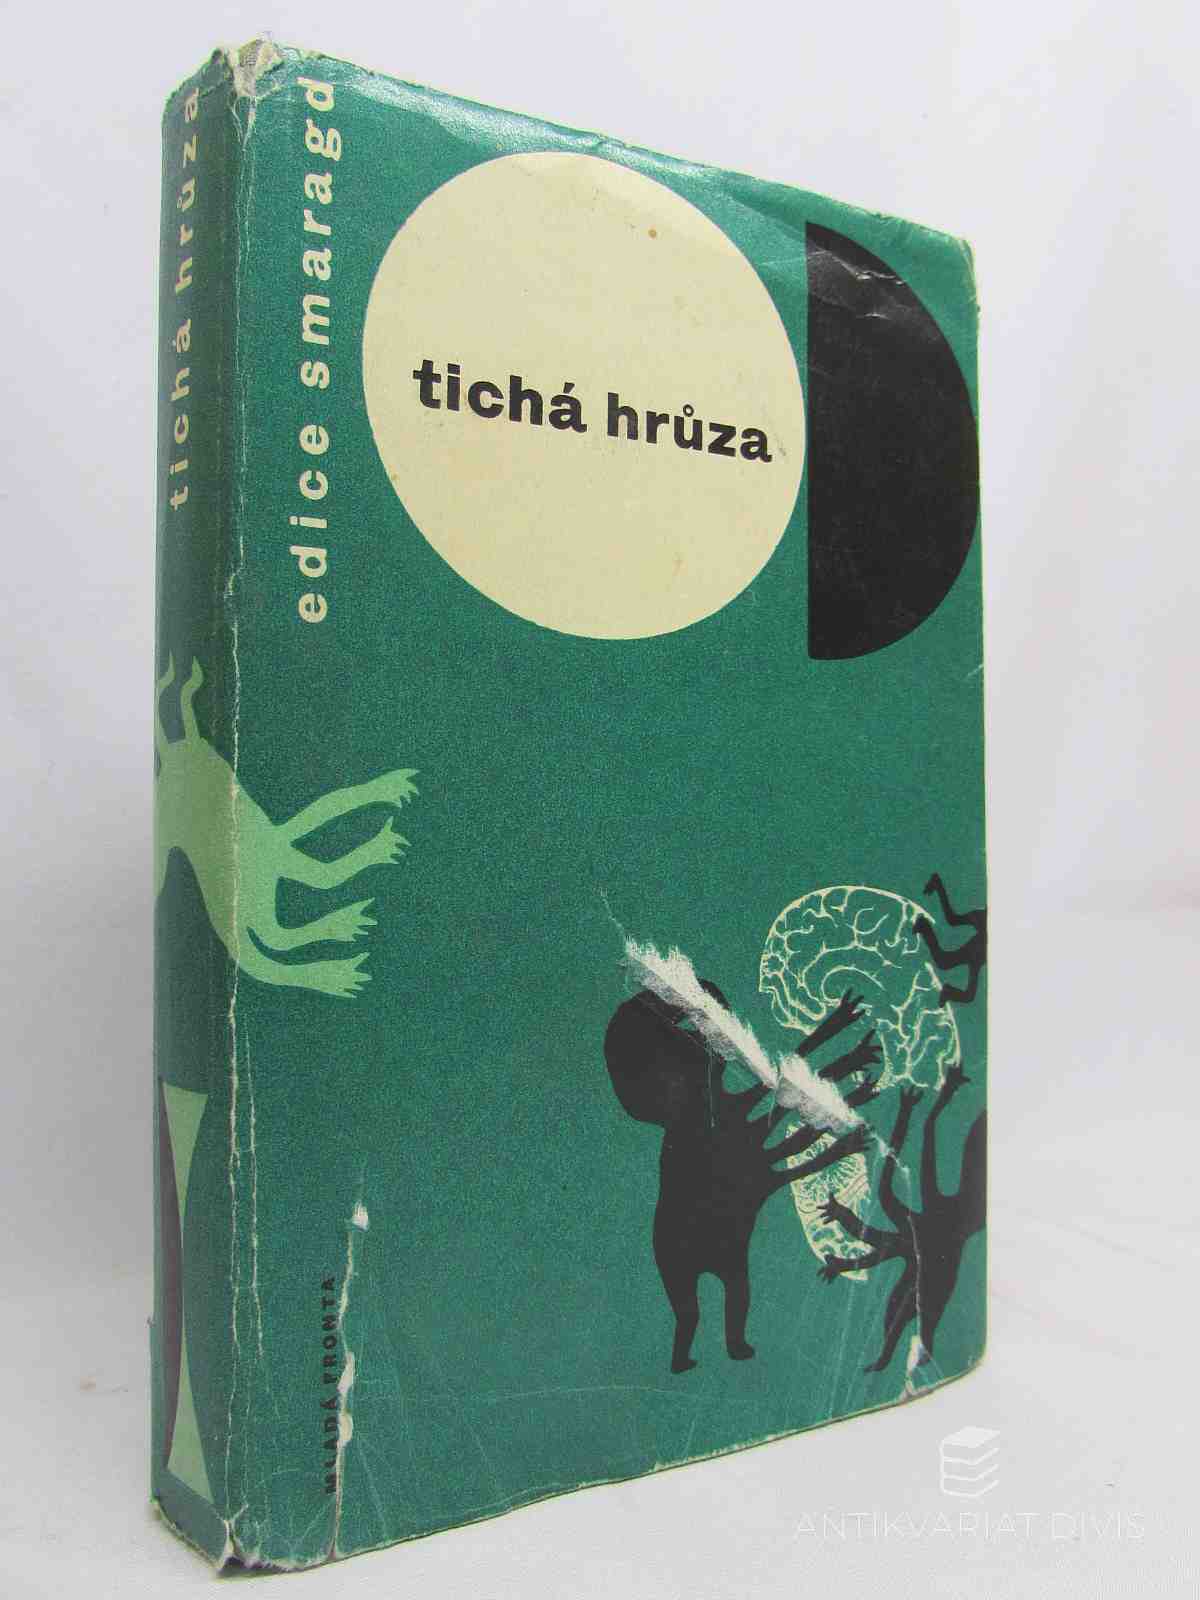 tichá hrůza
edice smaragd
tichá hrůza
MLADÁ FRONTA
ANTIKVARIAT DIVIS